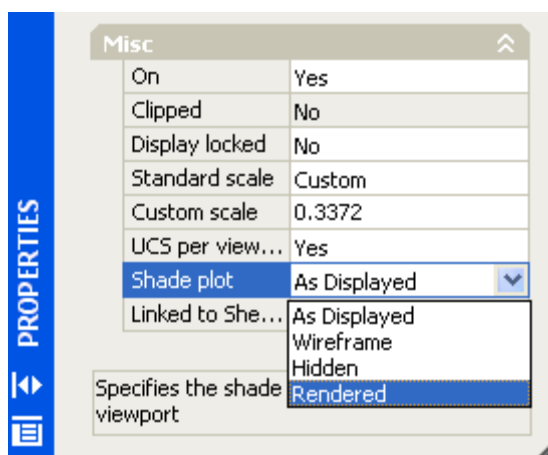 Misc
On Yes
Clipped No
Display locked No
Standard scale Custom
Custom scale 0.3372
UCS per view... Yes
Shade plot As Displayed
Linked to She... As Displayed
Wireframe
Hidden
Rendered
Specifies the shade
viewport
PROPERTIES